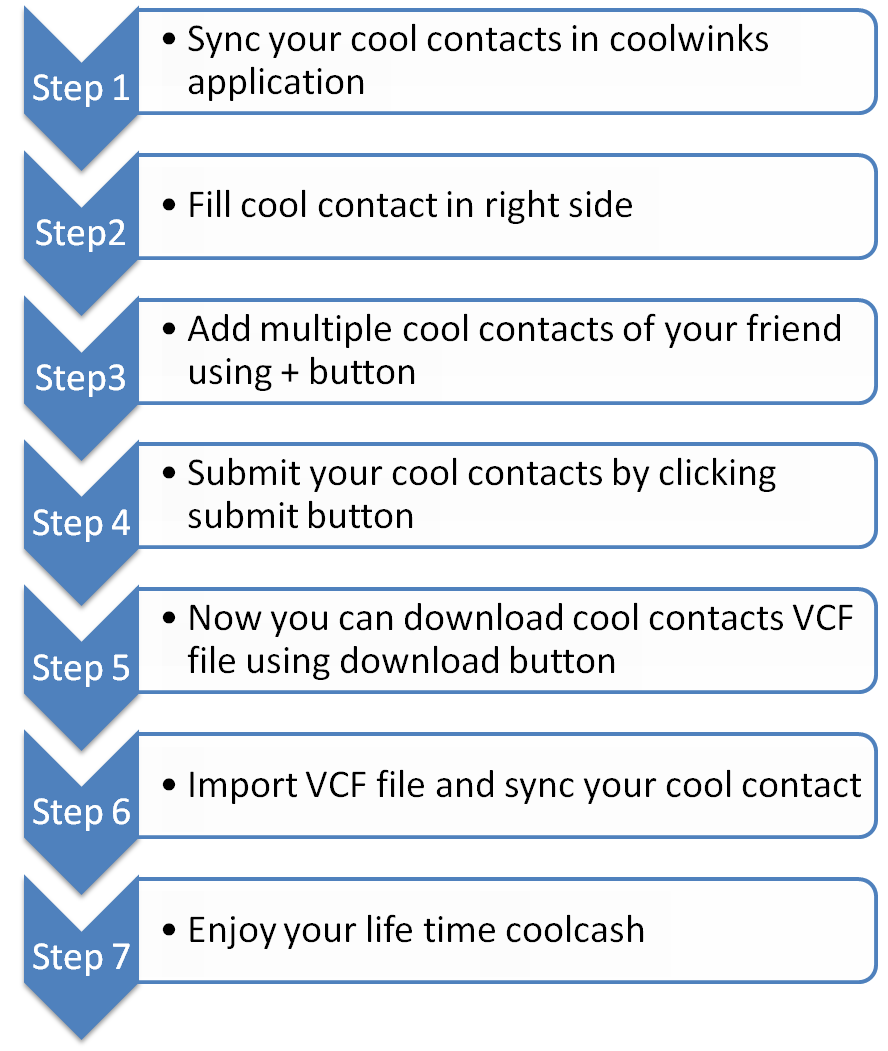 Step 1
• Sync your cool contacts in coolwinks
application
Step2
• Fill cool contact in right side
Step3
• Add multiple cool contacts of your friend
using + button
Step 4
• Submit your cool contacts by clicking
submit button
Step 5
• Now you can download cool contacts VCF
file using download button
Step 6
• Import VCF file and sync your cool contact
Step 7
• Enjoy your life time coolcash